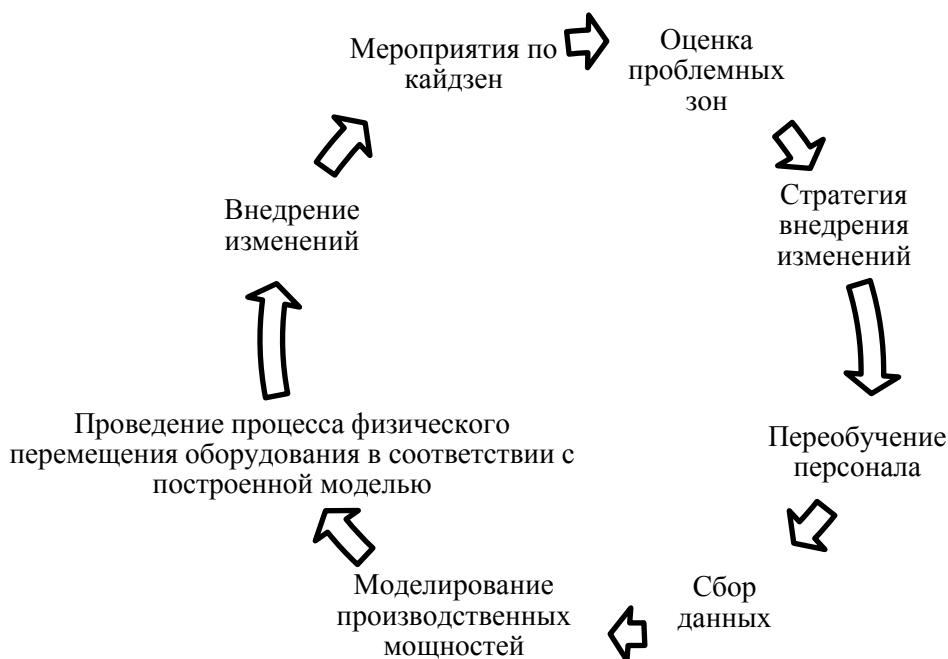 Мероприятия по
кайдзен
Оценка
проблемных
зон
Стратегия
внедрения
изменений
Переобучение
персонала
Сбор
данных
Моделирование
производственных
мощностей
Проведение процесса физического
перемещения оборудования в соответствии с
построенной моделью
Внедрение
изменений